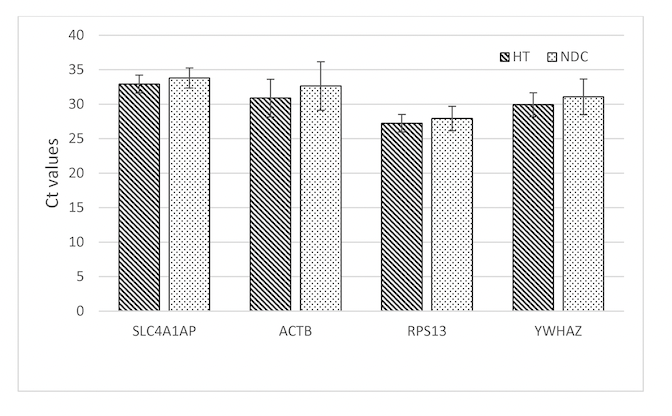 40
35
30
25
20
15
10
5
0
Ct values
HT
NDC
SLC4A1AP
ACTB
RPS13
YWHAZ